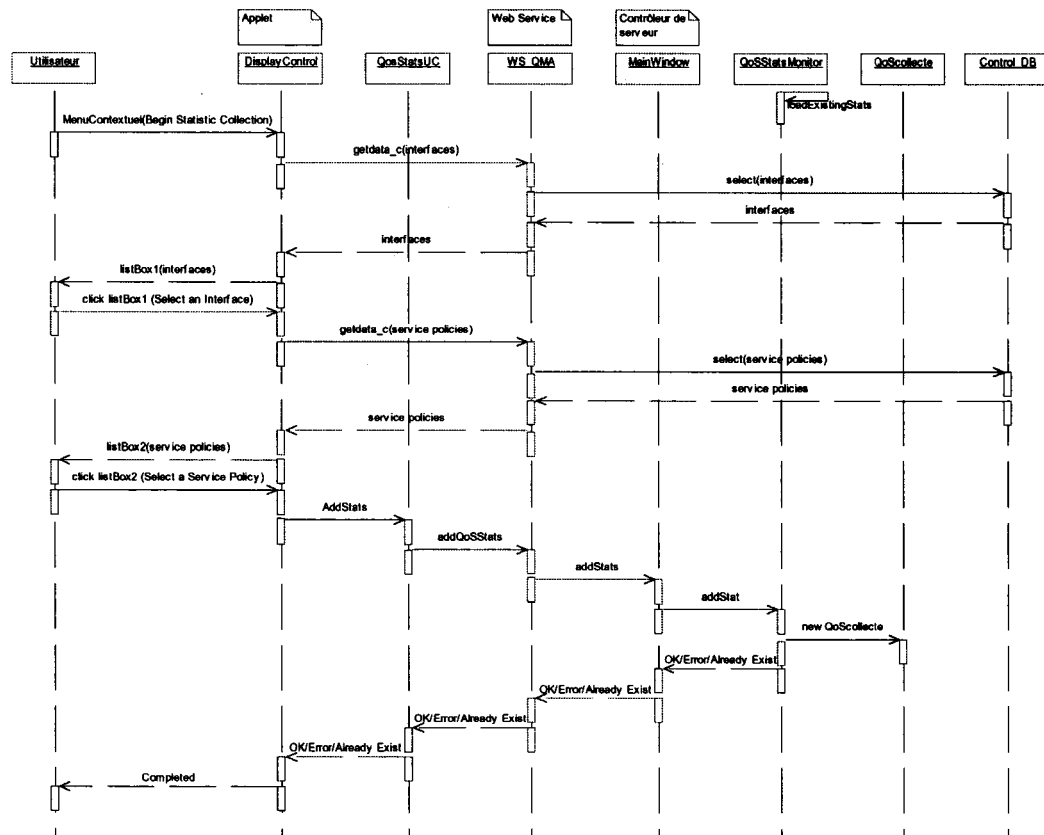 Applet
Web Service
Contrôleur de
serveur
Utilisateur
DisplayControl
QosStatsUC
WS_QMA
MainWindow
QoSStatsMonitor
QoScollecte
Control_DB
loadExistingStats
MenuContextuel(Begin Statistic Collection)
getdata_c(interfaces)
select(interfaces)
interfaces
interfaces
listBox1(interfaces)
click listBox1 (Select an Interface)
getdata_c(service policies)
select(service policies)
service policies
service policies
listBox2(service policies)
click listBox2 (Select a Service Policy)
AddStats
addQoSStats
addStats
addStat
new QoScollecte
OK/Error/Already Exist
OK/Error/Already Exist
OK/Error/Already Exist
OK/Error/Already Exist
Completed